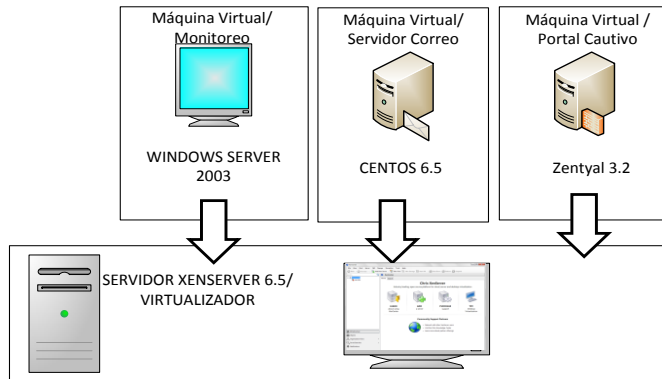 Máquina Virtual/
Monitoreo
WINDOWS SERVER
2003
Máquina Virtual/
Servidor Correo
CENTOS 6.5
Máquina Virtual /
Portal Cautivo
Zentyal 3.2
SERVIDOR XENSERVER 6.5/
VIRTUALIZADOR